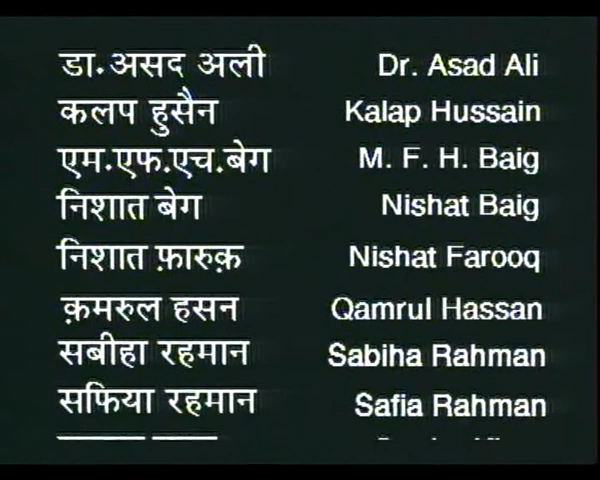 डा. असद अली Dr. Asad Ali
कलप हुसैन Kalap Hussain
एम.एफ.एच.बेग M. F. H. Baig
निशात बेग Nishat Baig
निशात फ़ारुक़ Nishat Farooq
क़मरुल हसन Qamrul Hassan
सबीहा रहमान Sabiha Rahman
सफिया रहमान Safia Rahman